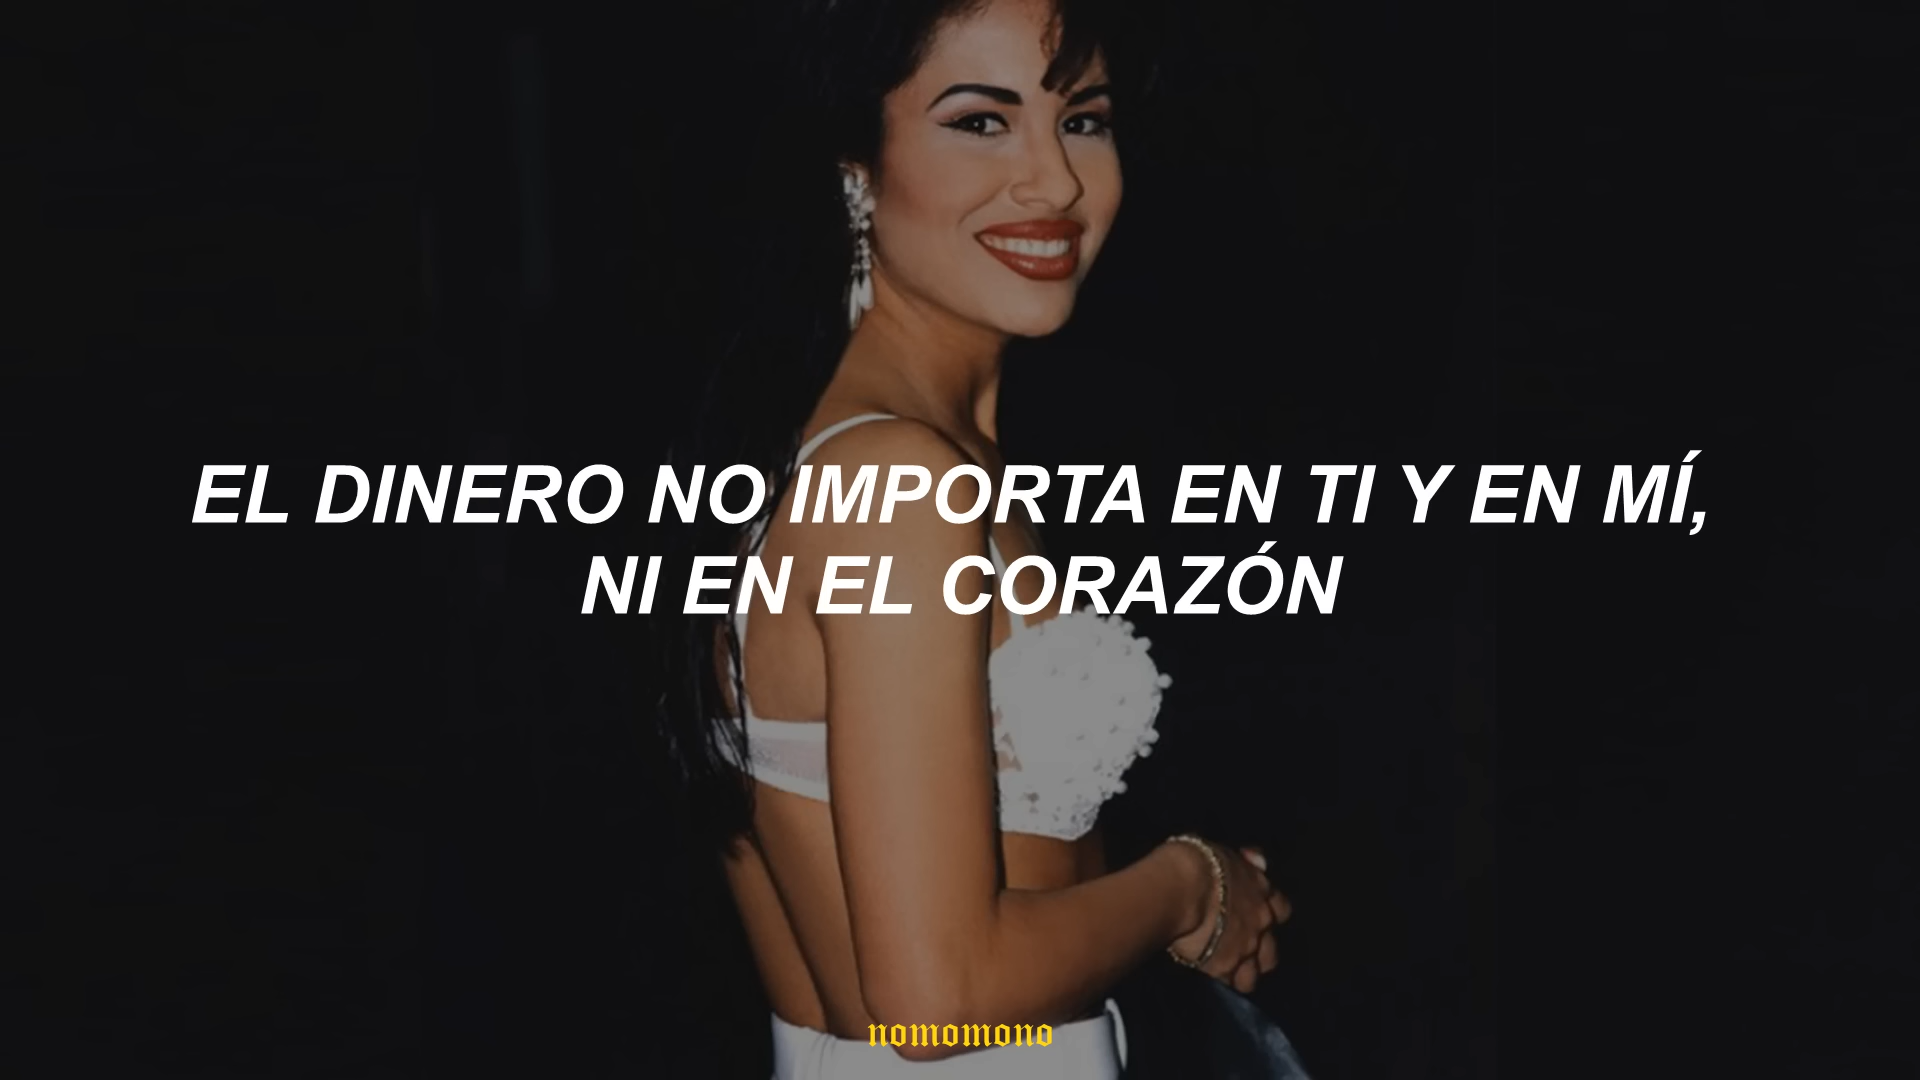 EL DINERO NO IMPORTA EN TI Y EN MÍ,
NI EN EL CORAZÓN
nomomono